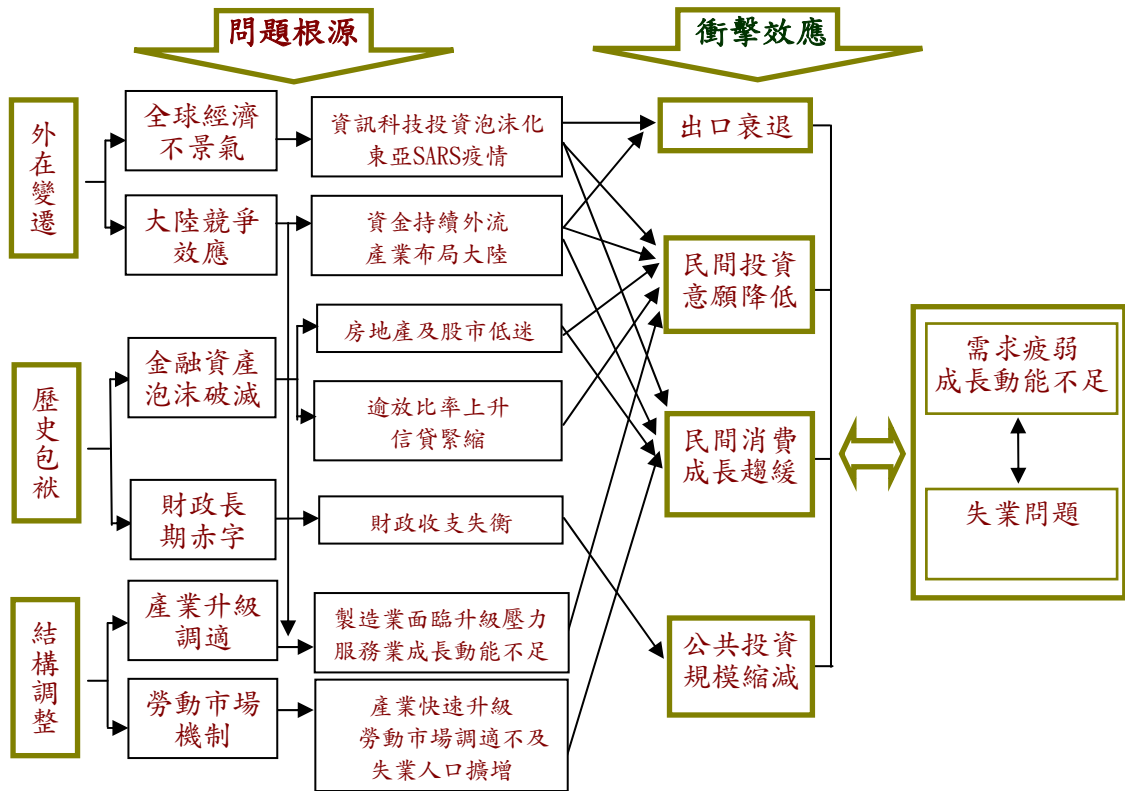 問題根源
衝擊效應
外在變遷
全球經濟
不景氣
資訊科技投資泡沫化
東亞SARS疫情
出口衰退
大陸競爭
效應
資金持續外流
產業布局大陸
民間投資
意願降低
歷史包袱
金融資產
泡沫破滅
房地產及股市低迷
逾放比率上升
信貸緊縮
民間消費
成長趨緩
需求疲弱
成長動能不足
失業問題
財政長
期赤字
財政收支失衡
結構調整
產業升級
調適
製造業面臨升級壓力
服務業成長動能不足
公共投資
規模縮減
勞動市場
機制
產業快速升級
勞動市場調適不及
失業人口擴增